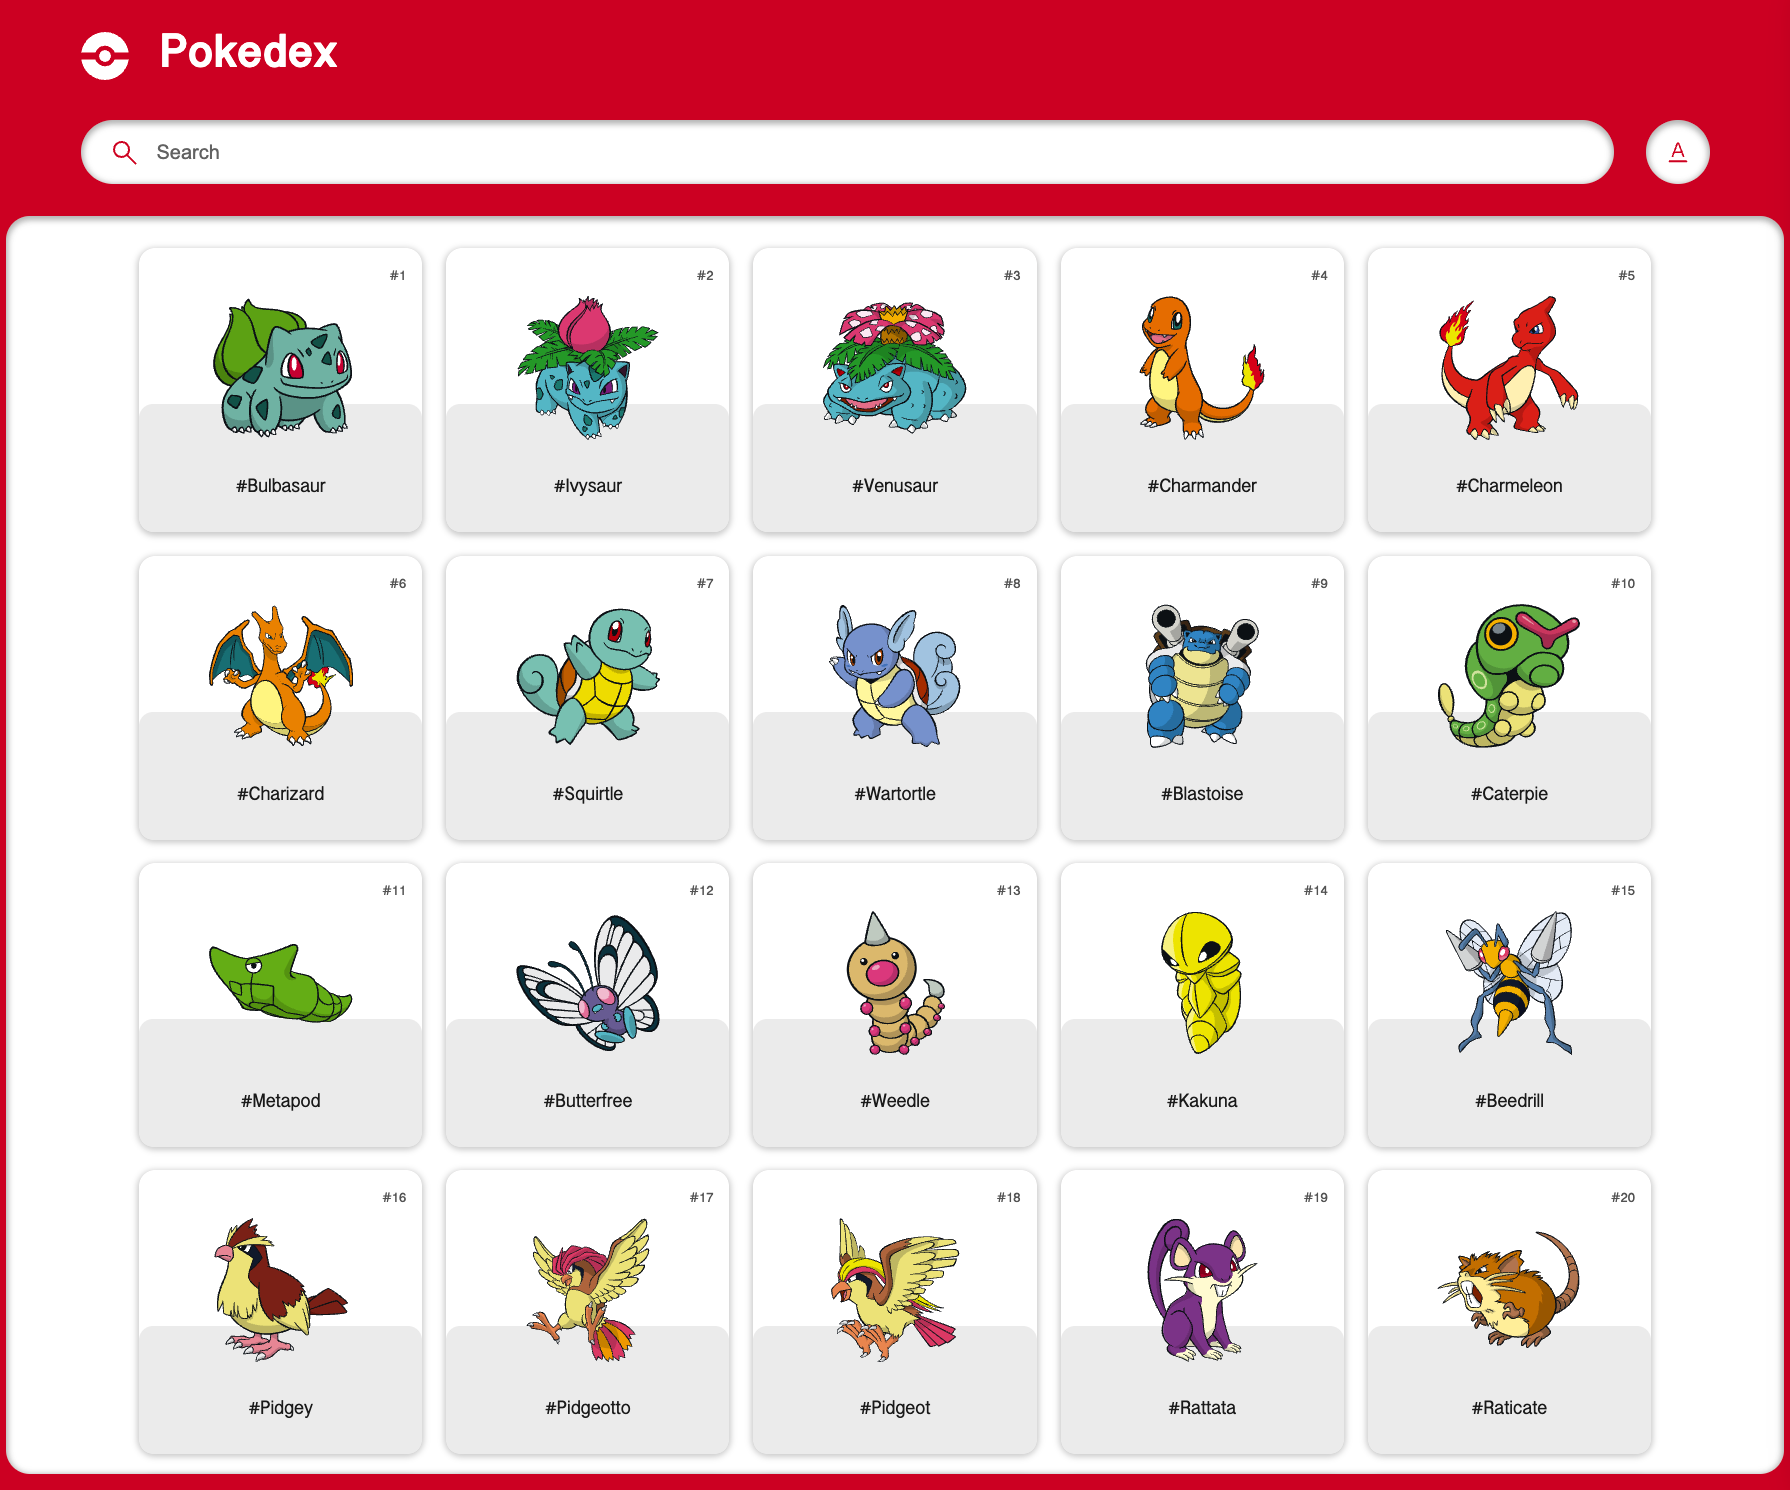 Pokedex
Search
A
#1
#2
#3
#4
#5
#Bulbasaur
#Ivysaur
#Venusaur
#Charmander
#Charmeleon
#6
#7
#8
#9
#10
#Charizard
#Squirtle
#Wartortle
#Blastoise
#Caterpie
#11
#12
#13
#14
#15
#Metapod
#Butterfree
#Weedle
#Kakuna
#Beedrill
#16
#17
#18
#19
#20
#Pidgey
#Pidgeotto
#Pidgeot
#Rattata
#Raticate